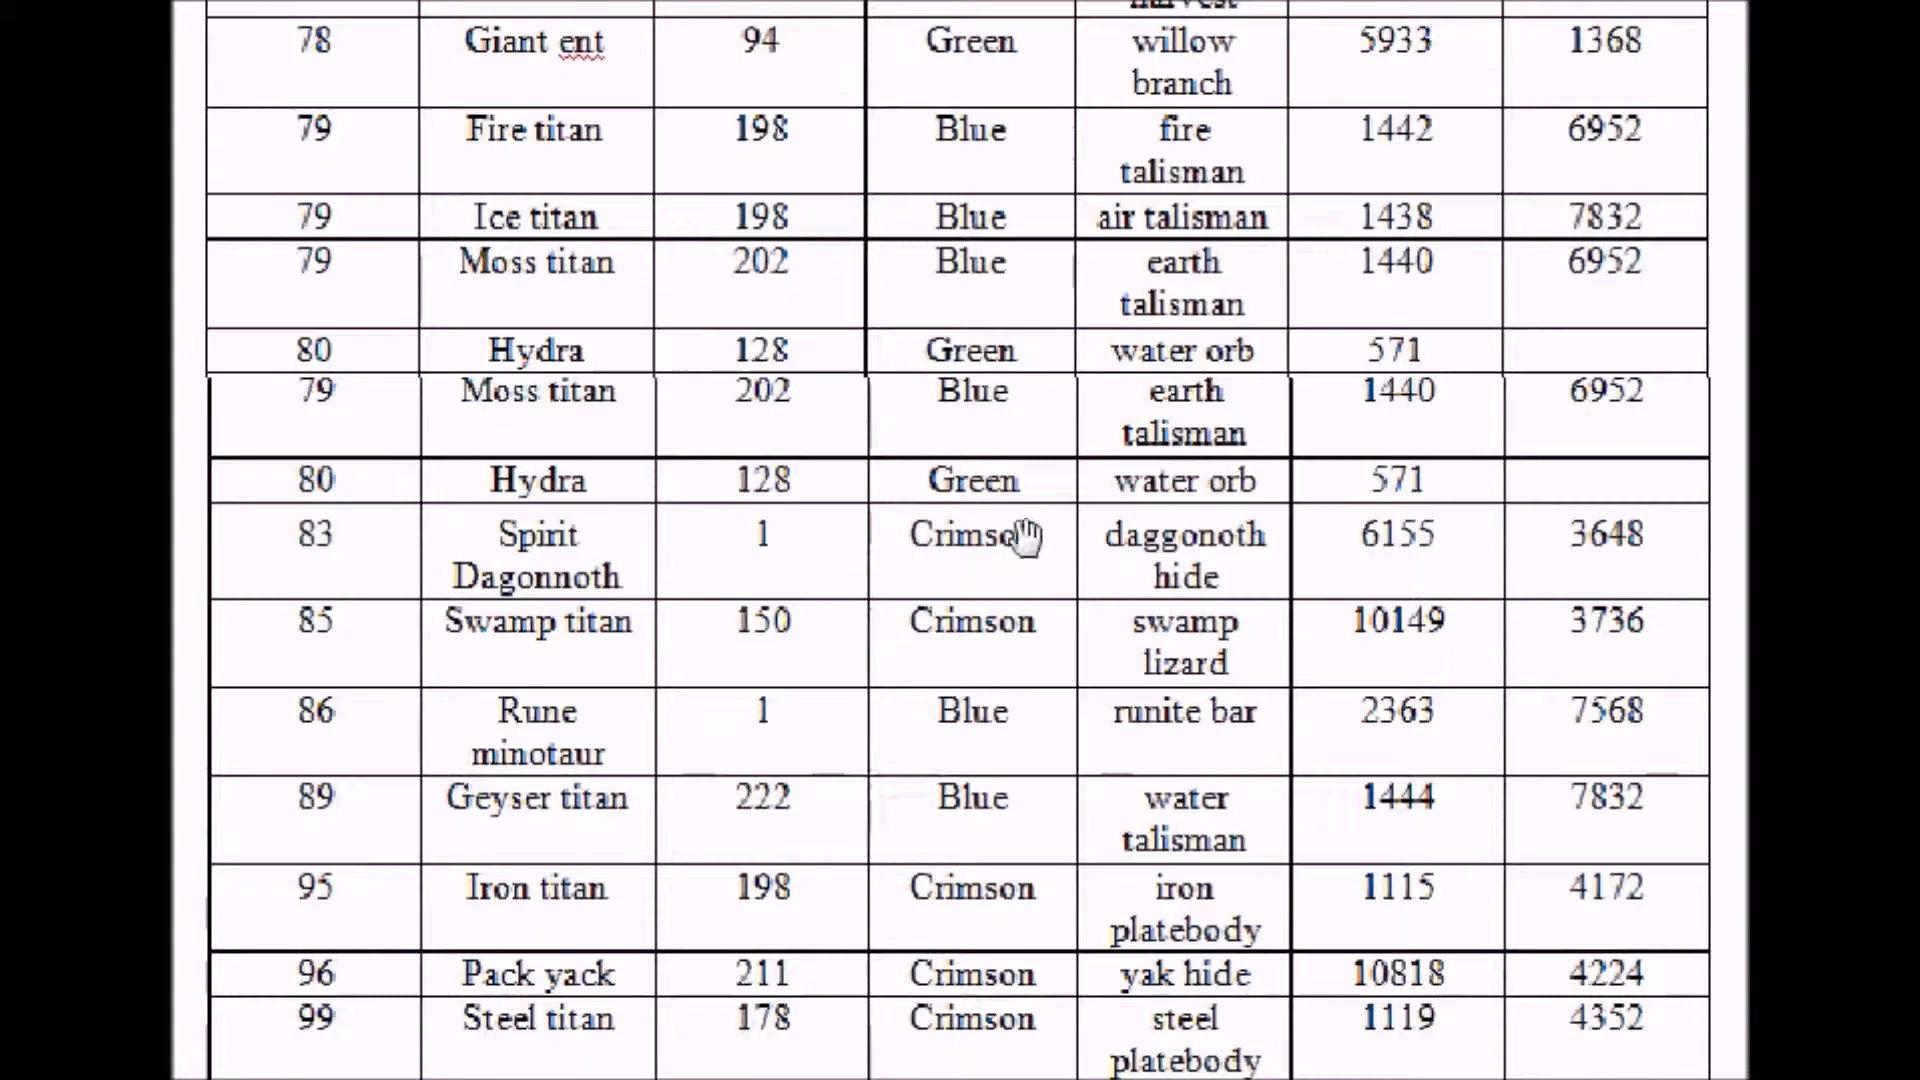 78 Giant ent 94 Green willow 5933 1368
branch
79 Fire titan 198 Blue fire 1442 6952
talisman
79 Ice titan 198 Blue air talisman 1438 7832
79 Moss titan 202 Blue earth 1440 6952
talisman
80 Hydra 128 Green water orb 571
79 Moss titan 202 Blue earth 1440 6952
talisman
80 Hydra 128 Green water orb 571
83 Spirit 1 daggonoth 6155 3648
Dagonnoth hide
85 Swamp titan 150 Crimson swamp 10149 3736
lizard
86 Rune 1 Blue runite bar 2363 7568
minotaur
89 Geyser titan 222 Blue water 1444 7832
talisman
95 Iron titan 198 Crimson iron 1115 4172
platebody
96 Pack yack 211 Crimson yak hide 10818 4224
99 Steel titan 178 Crimson steel 1119 4352
platebody